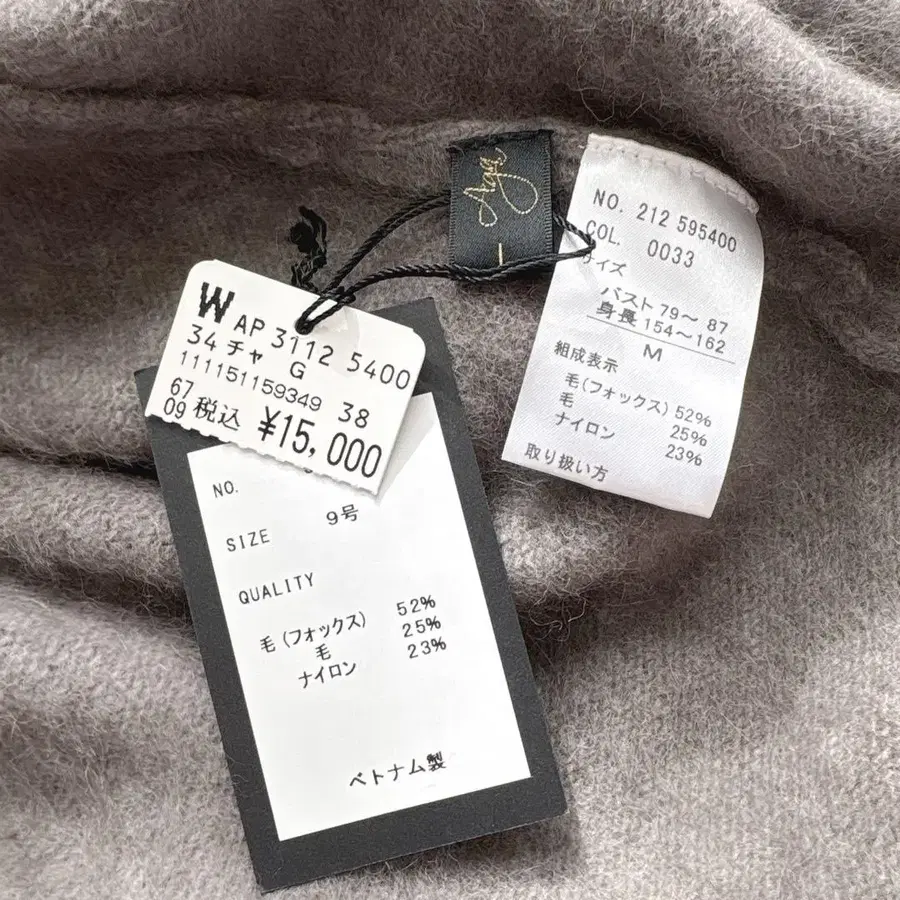 W AP 3112 5400
34 チャ G
111151159349 38
67
09 税込 ¥15,000
NO.
SIZE 9号
QUALITY
毛(フォックス) 52%
毛 25%
ナイロン 23%
ベトナム製
NO. 212 595400
COL. 0033
サイズ
バスト 79〜 87
身長 154〜162
M
組成表示
毛(フォックス) 52%
毛 25%
ナイロン 23%
取り扱い方